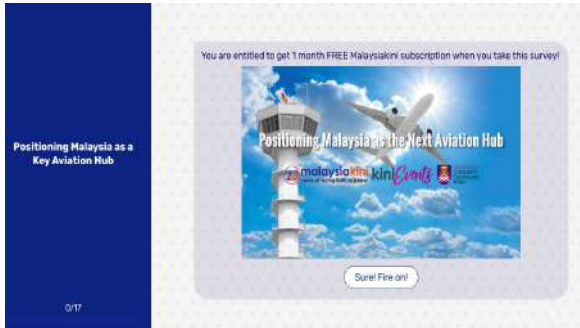 Positioning Malaysia as a
Key Aviation Hub
0/17
You are entitled to get 1 month FREE Malaysiakini subscription when you take this survey!
Positioning Malaysia as the Next Aviation Hub
malaysiakini
kiniEvents
Sure! Fire on!